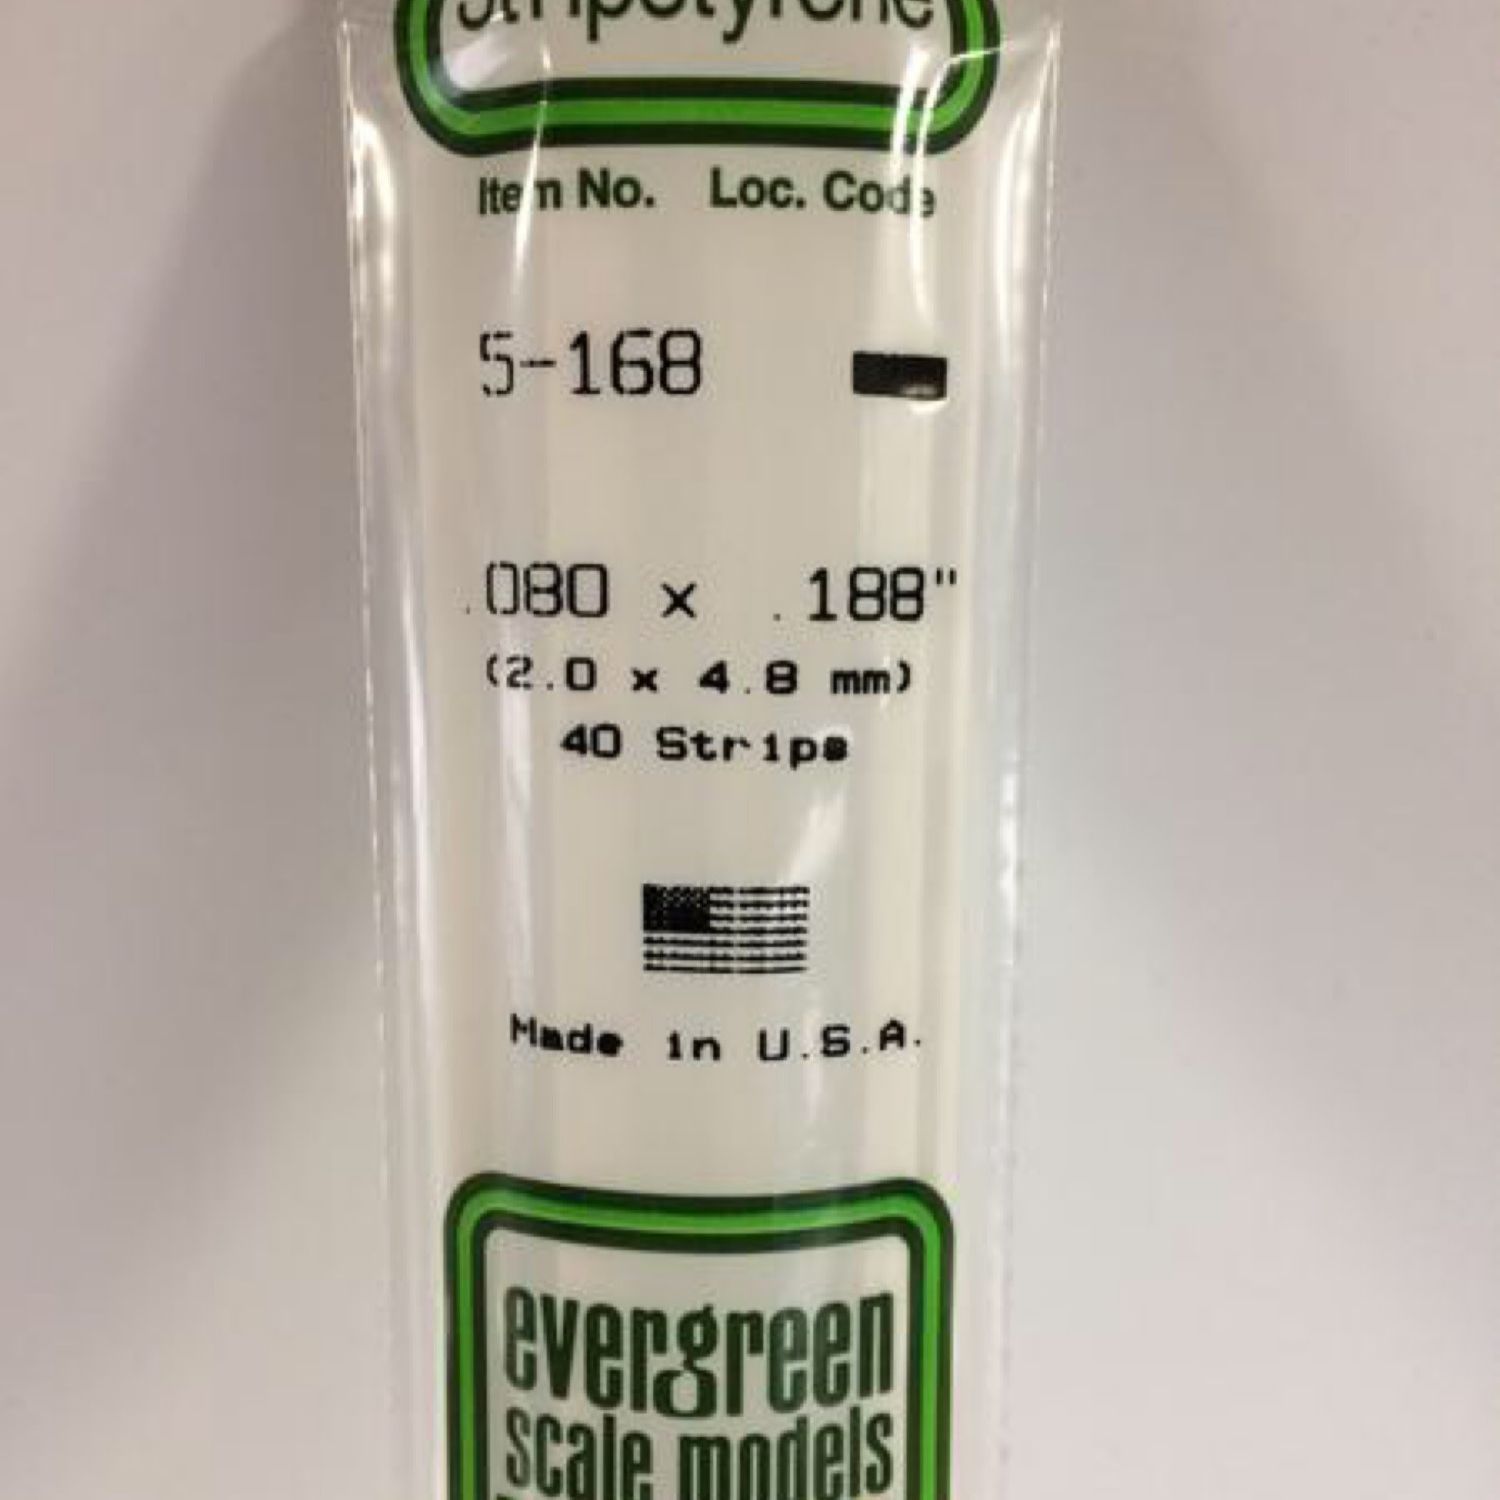 Item No. Loc. Code
5-168
.080 x .188"
(2.0 x 4.8 mm)
40 Strips
Made in U.S.A.
evergreen
scale models